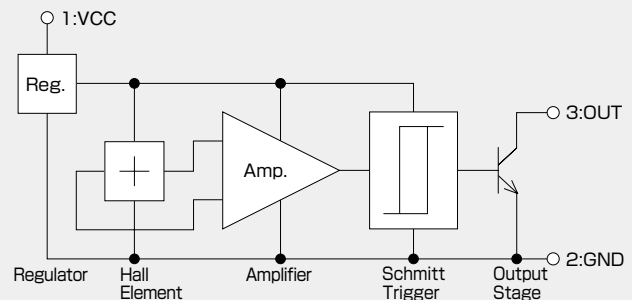 1:VCC
Reg.
Amp.
3:OUT
2:GND
Regulator
Hall
Element
Amplifier
Schmitt
Trigger
Output
Stage